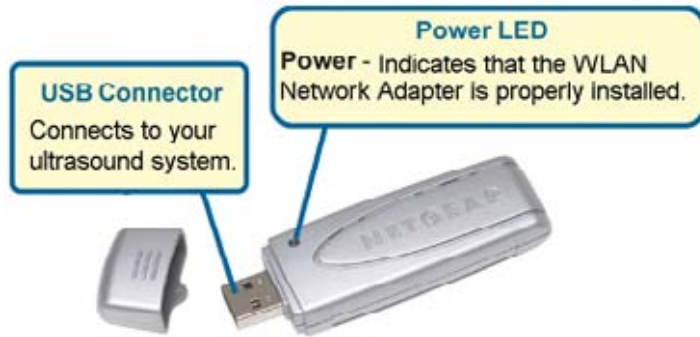 Power LED
Power - Indicates that the WLAN
Network Adapter is properly installed.
USB Connector
Connects to your
ultrasound system.
NETGEAR